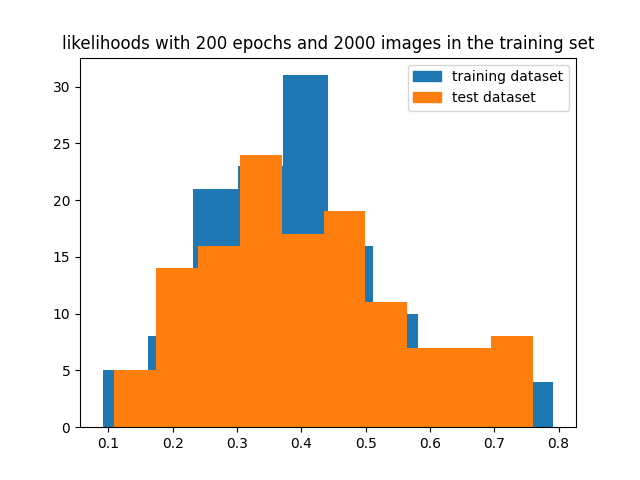 likelihoods with 200 epochs and 2000 images in the training set
training dataset
test dataset
30
25
20
15
10
5
0
0.1 0.2 0.3 0.4 0.5 0.6 0.7 0.8